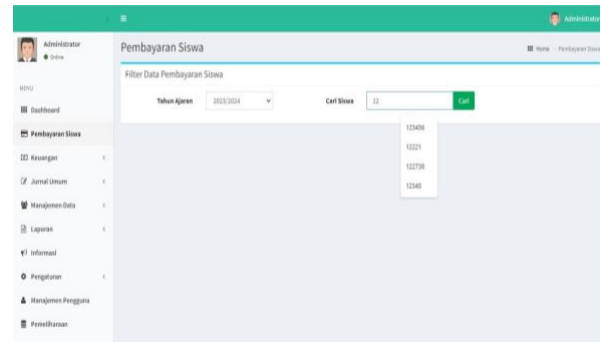 Administrator
Administrator
Online
Pembayaran Siswa
Home
Pembayaran Siswa
Filter Data Pembayaran Siswa
MENU
Tahun Ajaran
2023/2024
Cari Siswa
12
Cari
Dashboard
123456
Pembayaran Siswa
12221
Keuangan
122738
Jurnal Umum
12345
Manajemen Data
Laporan
Informasi
Pengaturan
Manajemen Pengguna
Pemeliharaan